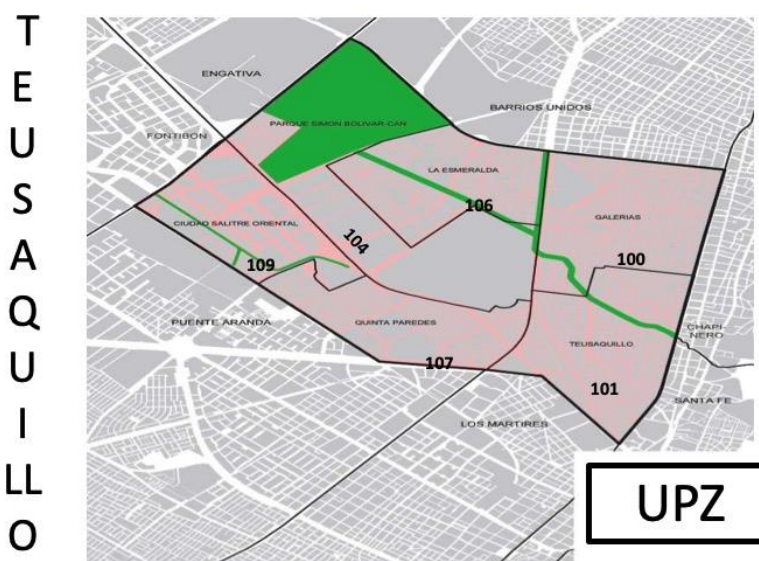 TEUSAQUILLO
ENGATIVA
BARRIOS UNIDOS
PARQUE SIMON BOLIVAR-CAN
FONTIBON
LA ESMERALDA
106
GALERIAS
CIUDAD SALITRE ORIENTAL
104
100
109
PUENTE ARANDA
QUINTA PAREDES
CHAPI-
NERO
TEUSAQUILLO
107
101
SANTA FE
LOS MARTIRES
UPZ